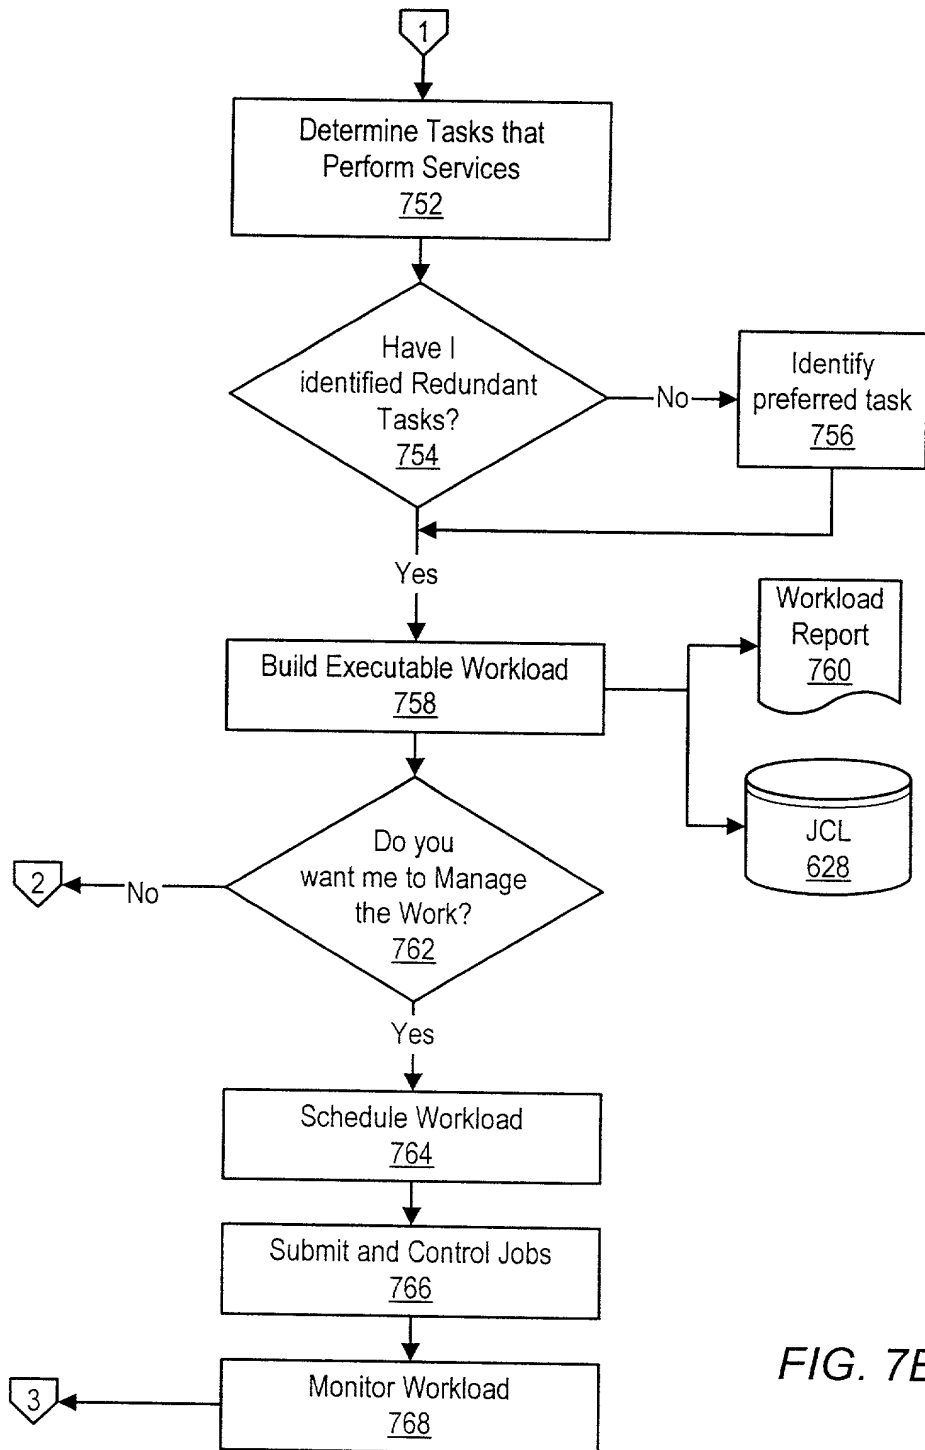 1
Determine Tasks that
Perform Services
752
Have I
identified Redundant
Tasks?
754
No
Identify
preferred task
756
Yes
Build Executable Workload
758
Workload
Report
760
JCL
628
Do you
want me to Manage
the Work?
762
No
2
Yes
Schedule Workload
764
Submit and Control Jobs
766
Monitor Workload
768
3
FIG. 7B